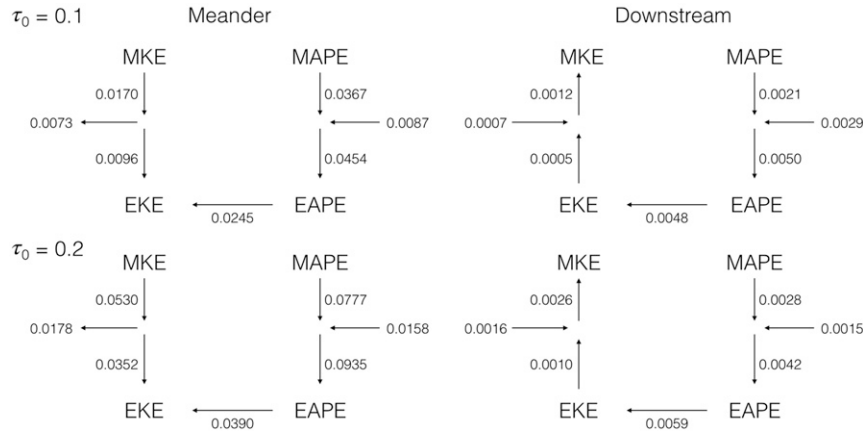 τ₀ = 0.1 Meander Downstream
MKE MAPE MKE MAPE
0.0170 0.0367 0.0012 0.0021
0.0073 0.0087 0.0007 0.0029
0.0096 0.0454 0.0005 0.0050
EKE EAPE EKE EAPE
0.0245 0.0048
τ₀ = 0.2
MKE MAPE MKE MAPE
0.0530 0.0777 0.0026 0.0028
0.0178 0.0158 0.0016 0.0015
0.0352 0.0935 0.0010 0.0042
EKE EAPE EKE EAPE
0.0390 0.0059